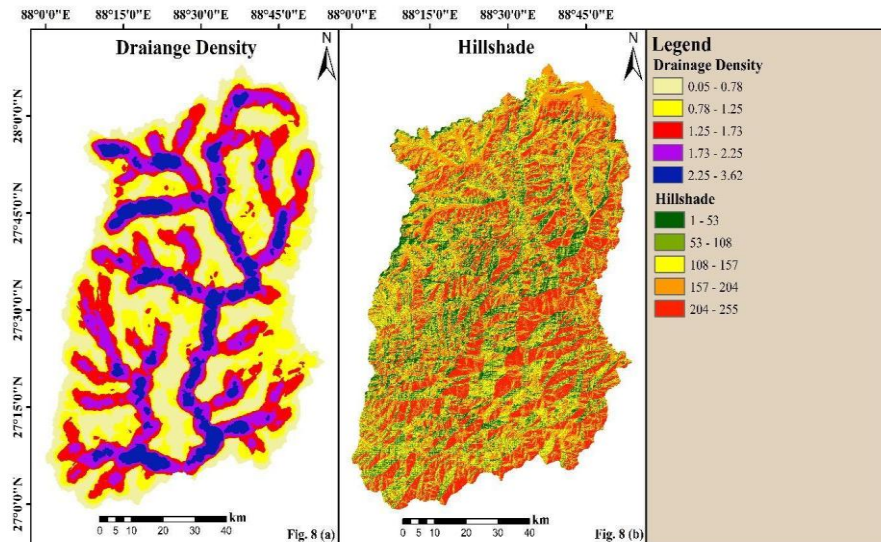 88°0'0"E 88°15'0"E 88°30'0"E 88°45'0"E 88°0'0"E 88°15'0"E 88°30'0"E 88°45'0"E
Draiange Density
N
Hillshade
N
28°0'0"N
27°45'0"N
27°30'0"N
27°15'0"N
27°0'0"N
km
0 5 10 20 30 40
Fig. 8 (a)
km
0 5 10 20 30 40
Fig. 8 (b)
Legend
Drainage Density
0.05 - 0.78
0.78 - 1.25
1.25 - 1.73
1.73 - 2.25
2.25 - 3.62
Hillshade
1 - 53
53 - 108
108 - 157
157 - 204
204 - 255